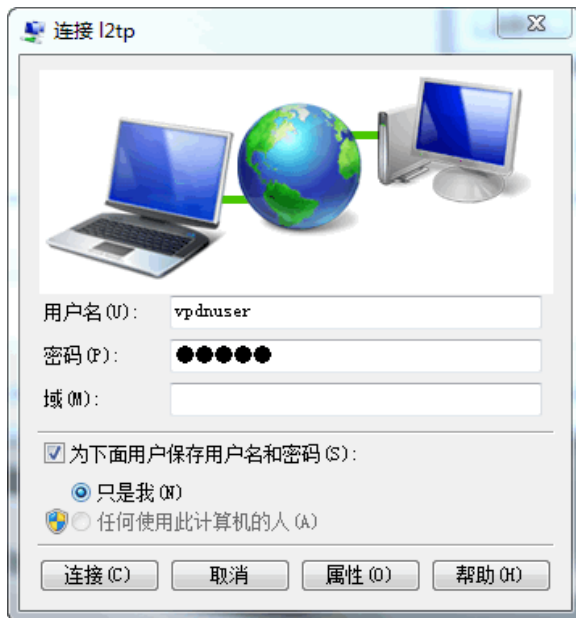 连接 l2tp
用户名(U): vpdnuser
密码(P): ●●●●●
域(M):
为下面用户保存用户名和密码(S):
只是我(N)
任何使用此计算机的人(A)
连接(C) 取消 属性(O) 帮助(H)